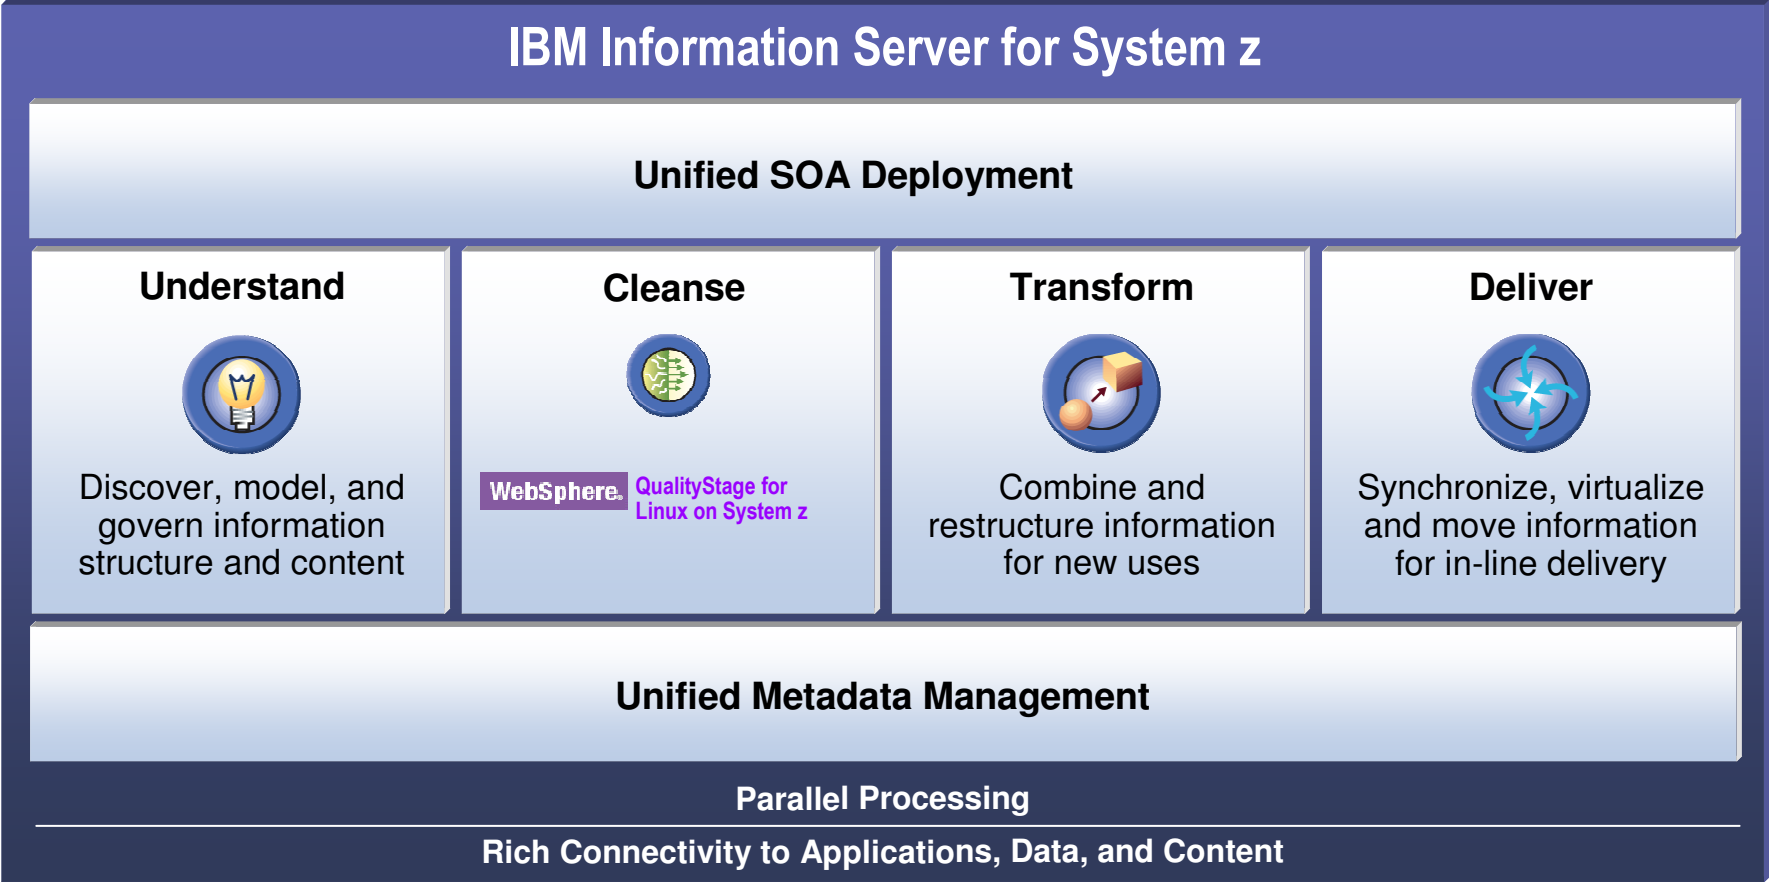 IBM Information Server for System z
Unified SOA Deployment
Understand
Discover, model, and
govern information
structure and content
Cleanse
WebSphere®
QualityStage for
Linux on System z
Transform
Combine and
restructure information
for new uses
Deliver
Synchronize, virtualize
and move information
for in-line delivery
Unified Metadata Management
Parallel Processing
Rich Connectivity to Applications, Data, and Content